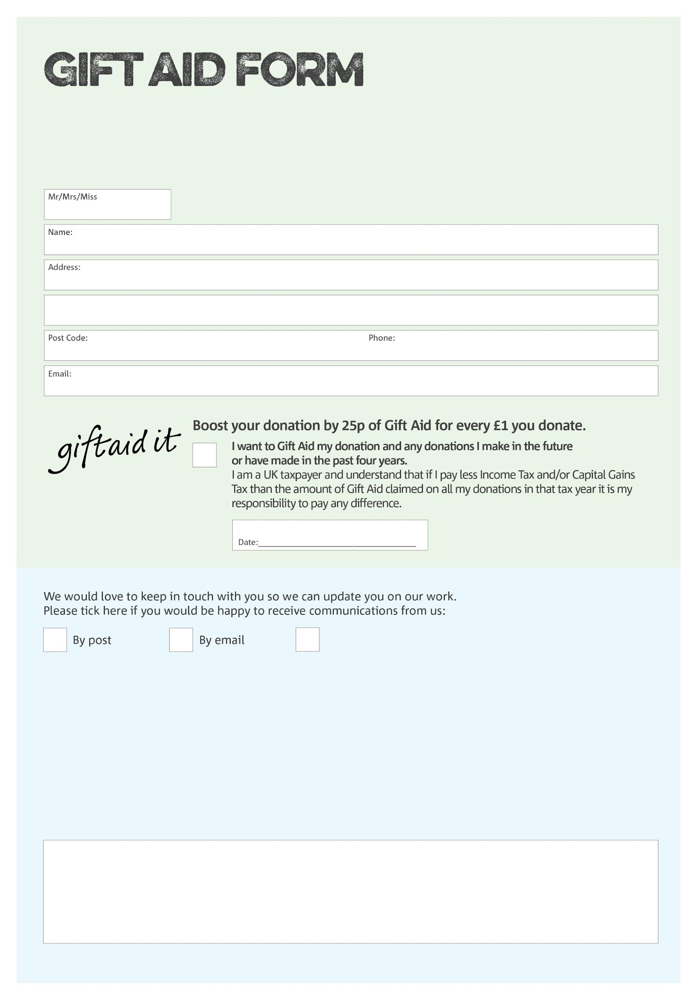 GIFT AID FORM
Mr/Mrs/Miss
Name:
Address:
Post Code: Phone:
Email:
giftaid it
Boost your donation by 25p of Gift Aid for every £1 you donate.
I want to Gift Aid my donation and any donations I make in the future
or have made in the past four years.
I am a UK taxpayer and understand that if I pay less Income Tax and/or Capital Gains
Tax than the amount of Gift Aid claimed on all my donations in that tax year it is my
responsibility to pay any difference.
Date:
We would love to keep in touch with you so we can update you on our work.
Please tick here if you would be happy to receive communications from us:
By post By email